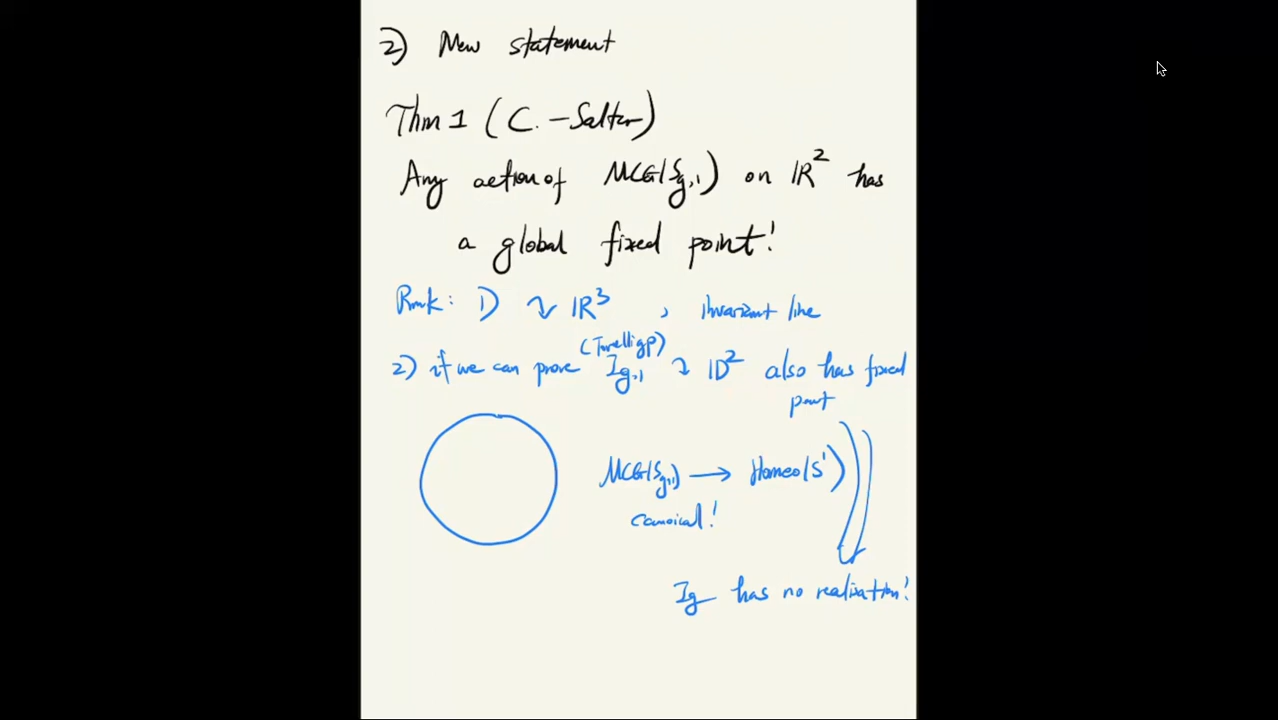 2) New statement
Thm 1 (C. - Salter)
Any action of MCG(S_{g,1}) on ℝ² has
a global fixed point!
Rmk: 1) ↷ ℝ³, invariant line
(Torelli gp)
2) if we can prove I_{g,1} ↷ 𝔻² also has fixed
point
MCG(S_{g,1}) ⟶ Homeo(S¹)
canonical!
I_g has no realization!